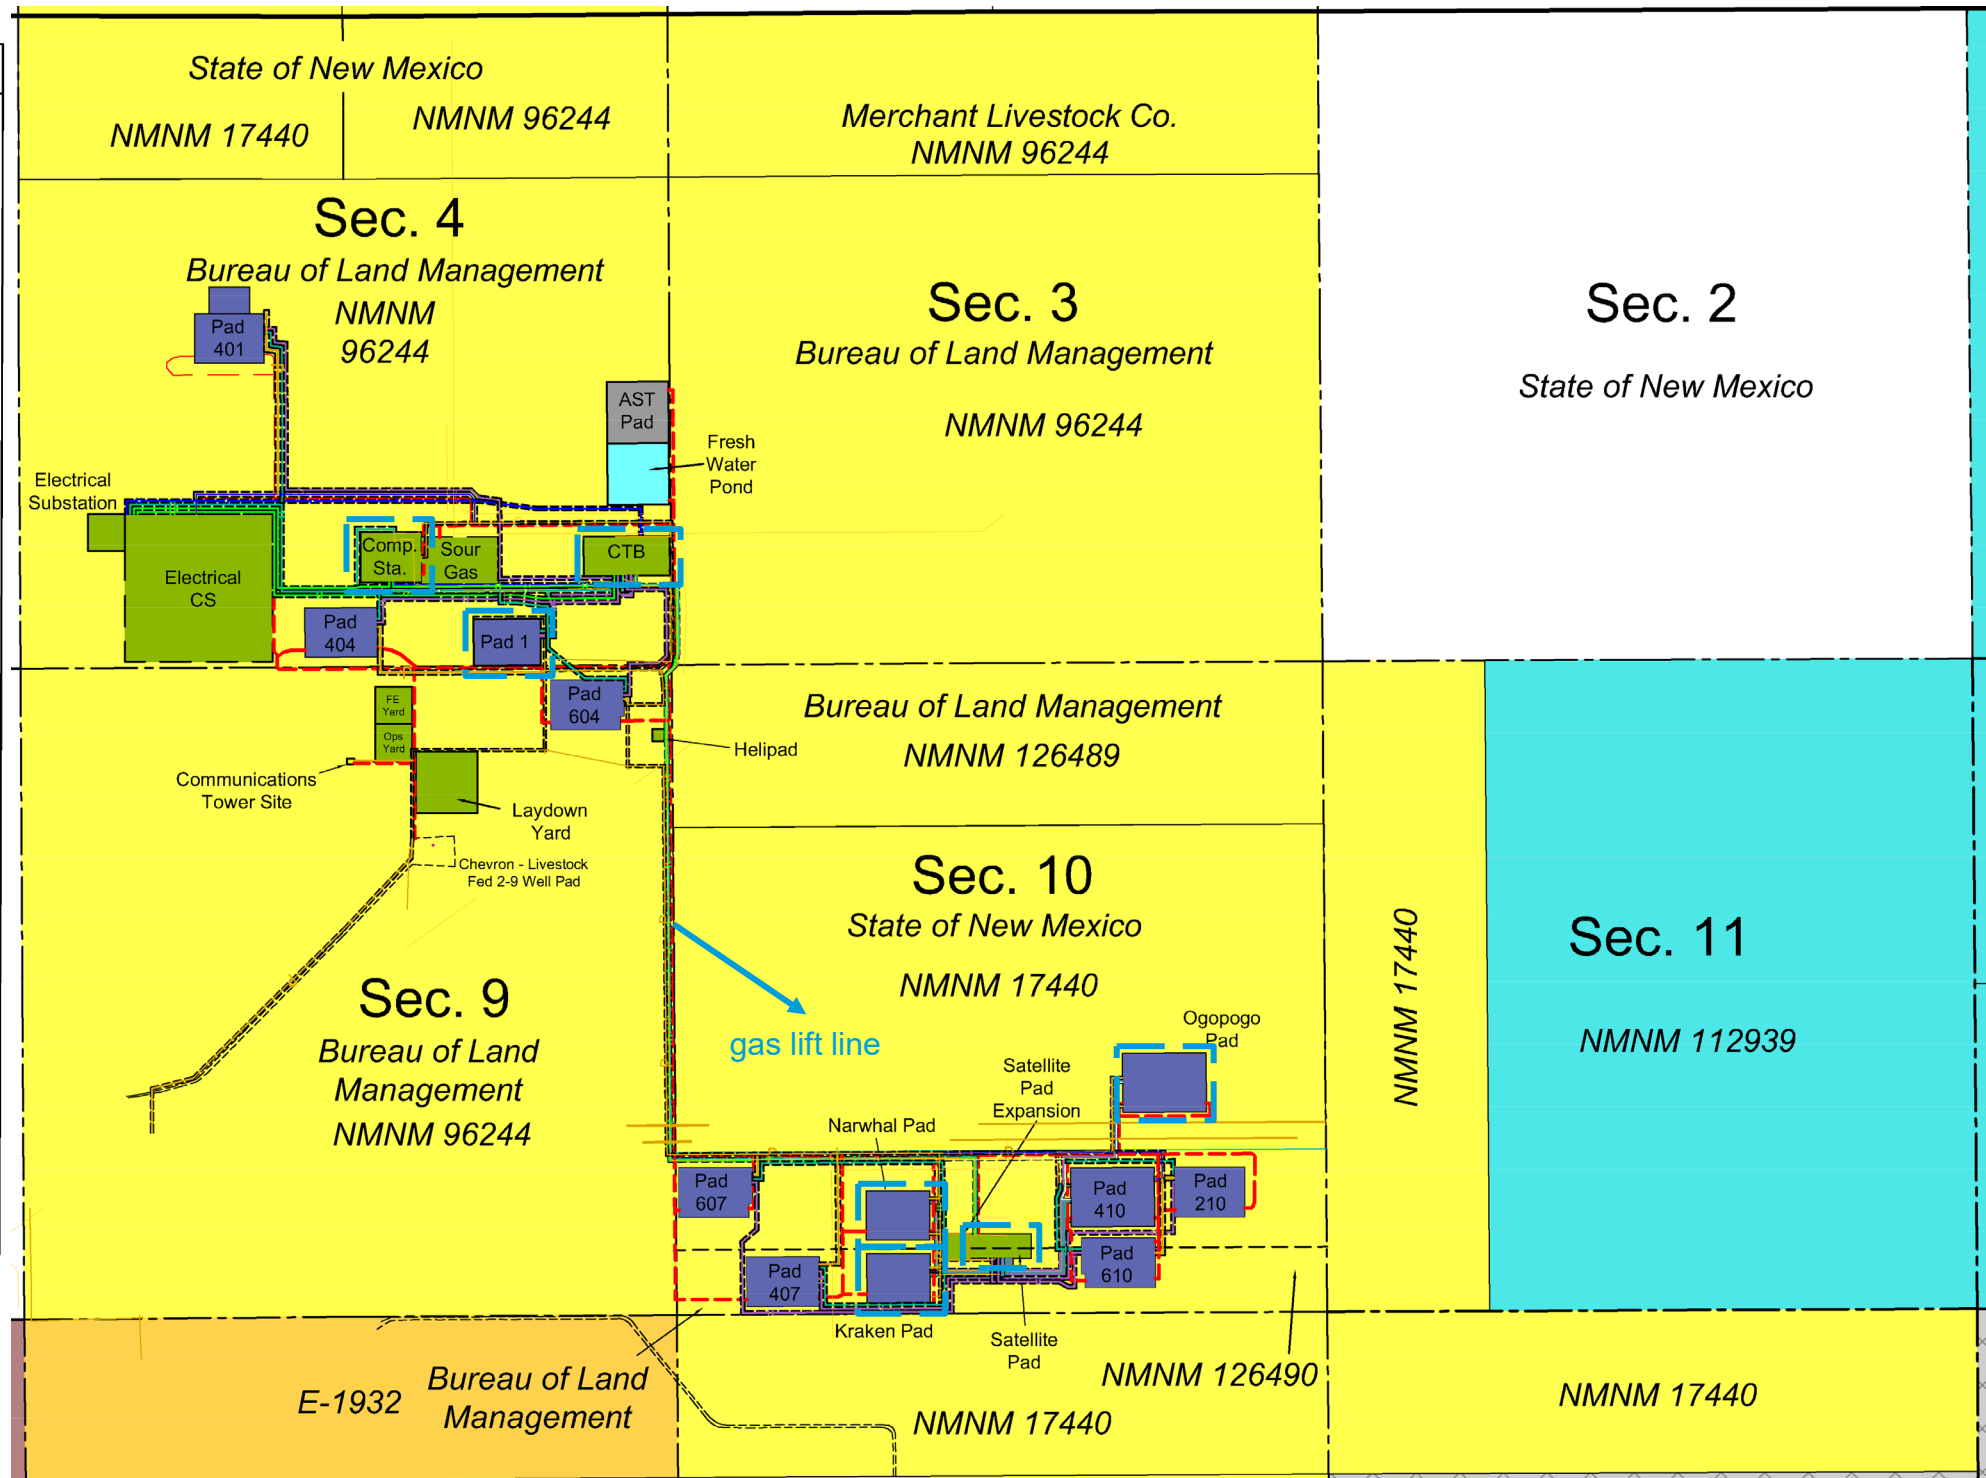 State of New Mexico
NMNM 17440
NMNM 96244
Merchant Livestock Co.
NMNM 96244
Sec. 4
Bureau of Land Management
NMNM
96244
Pad
401
Sec. 3
Bureau of Land Management
NMNM 96244
Sec. 2
State of New Mexico
AST
Pad
Fresh
Water
Pond
Electrical
Substation
Electrical
CS
Comp.
Sta.
Sour
Gas
CTB
Pad
404
Pad 1
Pad
604
FE
Yard
Ops
Yard
Helipad
Communications
Tower Site
Laydown
Yard
Chevron - Livestock
Fed 2-9 Well Pad
Bureau of Land Management
NMNM 126489
Sec. 10
State of New Mexico
NMNM 17440
gas lift line
Sec. 9
Bureau of Land
Management
NMNM 96244
NMNM 17440
Sec. 11
NMNM 112939
Ogopogo
Pad
Satellite
Pad
Expansion
Narwhal Pad
Pad
607
Pad
407
Pad
410
Pad
210
Pad
610
Kraken Pad
Satellite
Pad
E-1932
Bureau of Land
Management
NMNM 126490
NMNM 17440
NMNM 17440